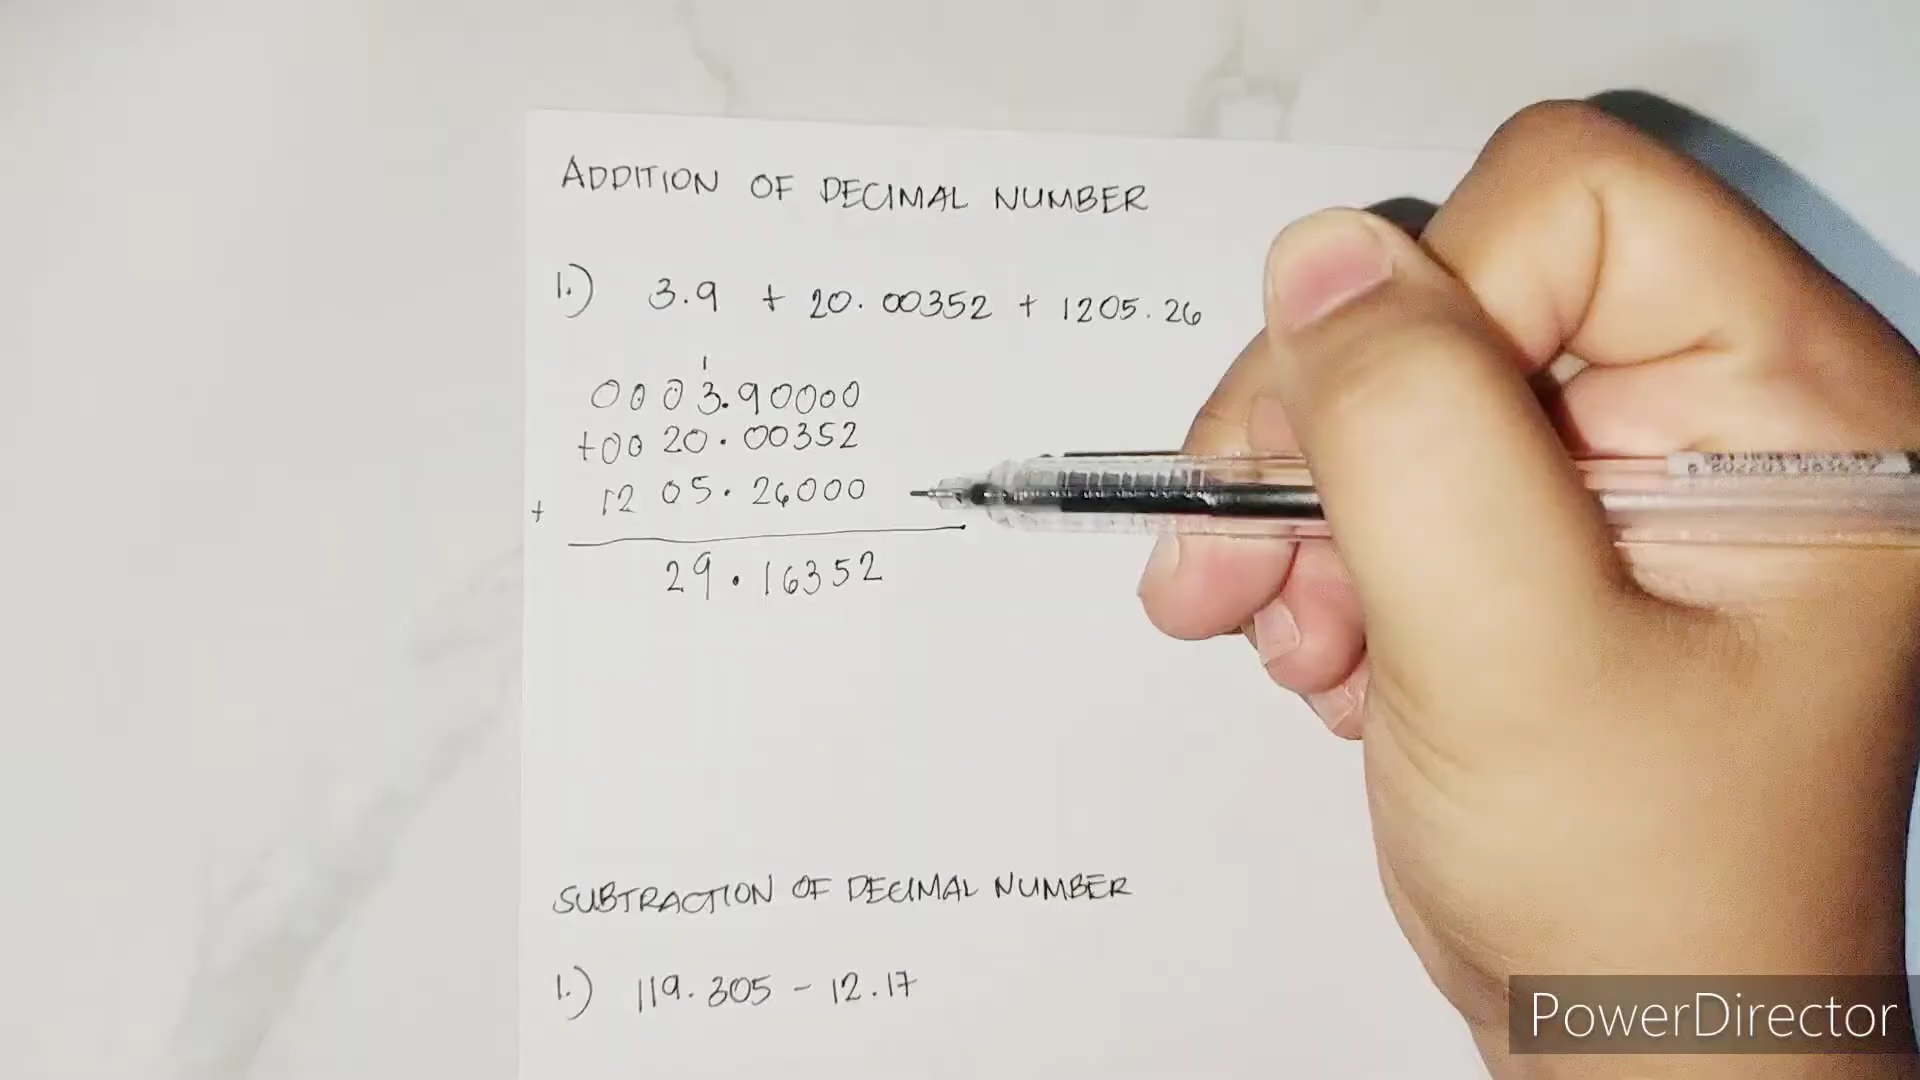 ADDITION OF DECIMAL NUMBER
1.) 3.9 + 20.00352 + 1205.26
1
0003.90000
+0020.00352
+ 1205.26000
29.16352
SUBTRACTION OF DECIMAL NUMBER
1.) 119.305 - 12.17
PowerDirector